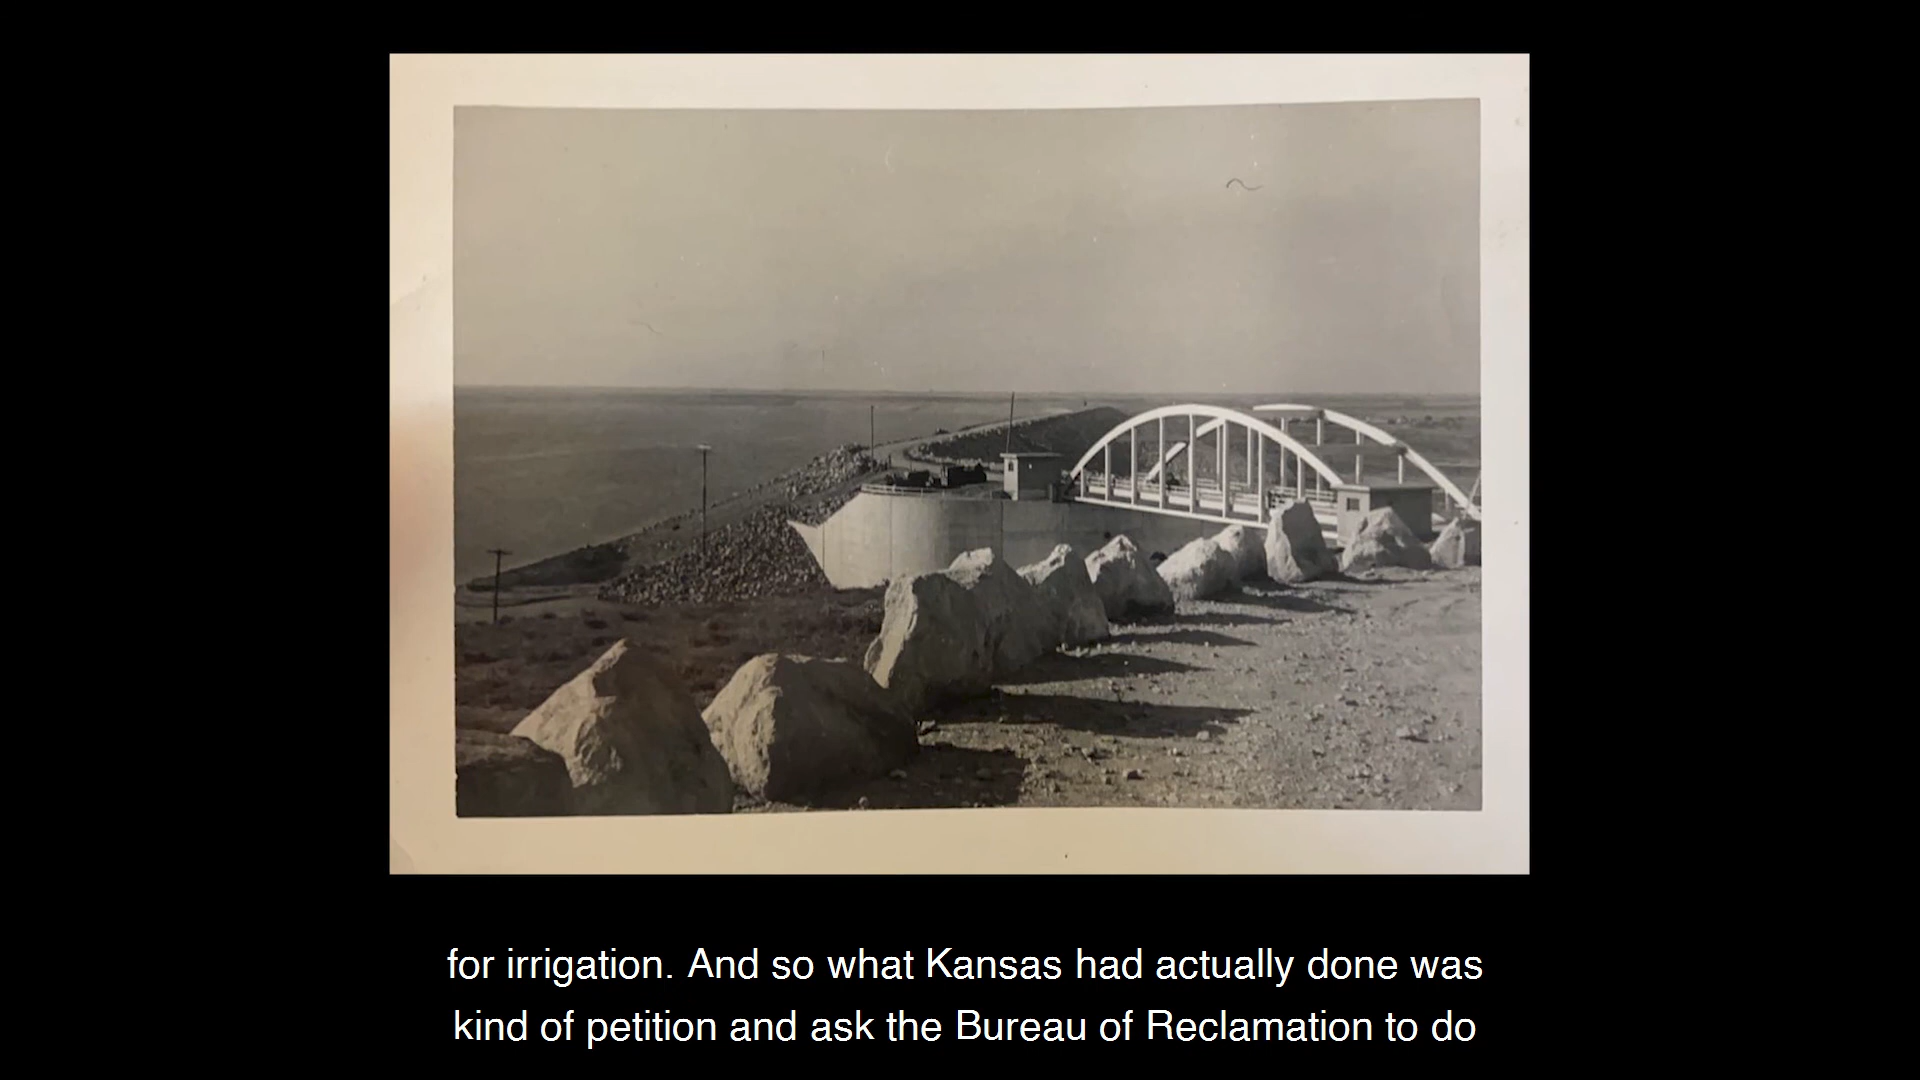 for irrigation. And so what Kansas had actually done was
kind of petition and ask the Bureau of Reclamation to do